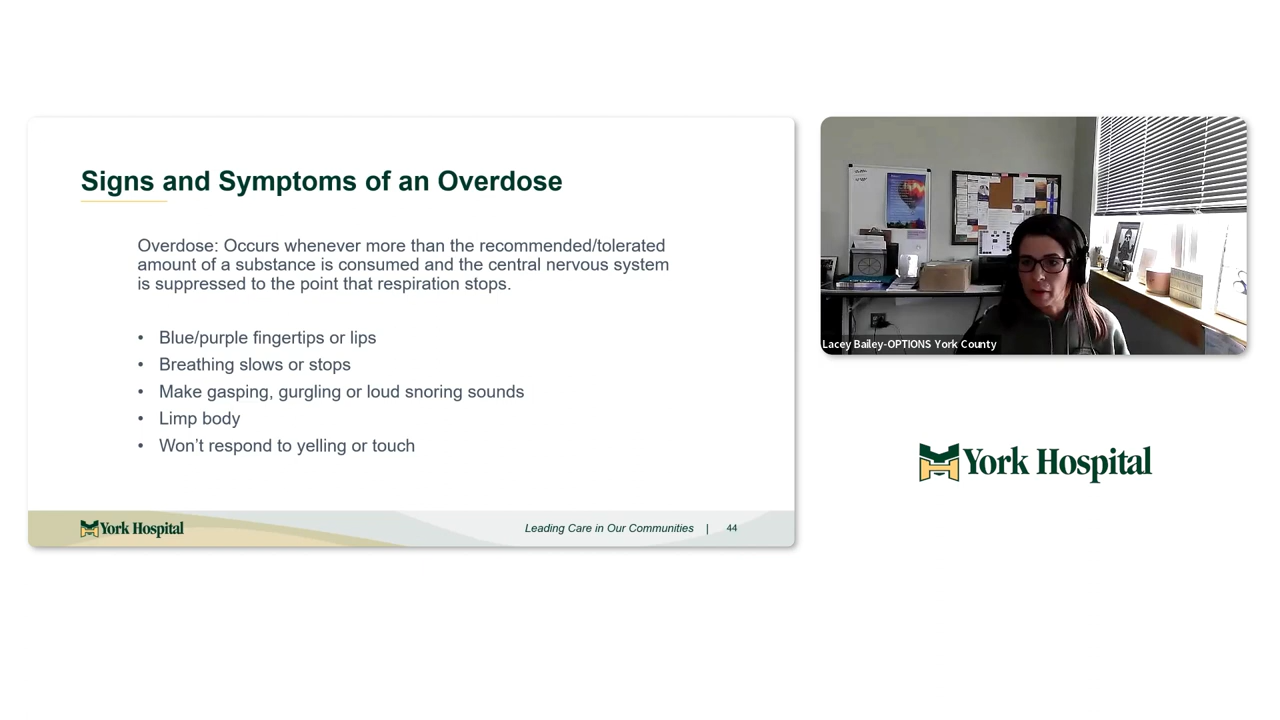 Signs and Symptoms of an Overdose
Overdose: Occurs whenever more than the recommended/tolerated
amount of a substance is consumed and the central nervous system
is suppressed to the point that respiration stops.
• Blue/purple fingertips or lips
• Breathing slows or stops
• Make gasping, gurgling or loud snoring sounds
• Limp body
• Won’t respond to yelling or touch
York Hospital
Leading Care in Our Communities | 44
Lacey Bailey-OPTIONS York County
York Hospital